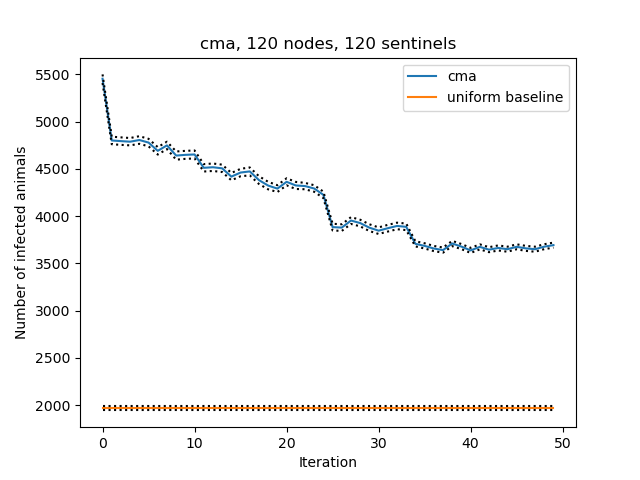 cma, 120 nodes, 120 sentinels
cma
uniform baseline
5500
5000
4500
4000
3500
3000
2500
2000
Number of infected animals
0 10 20 30 40 50
Iteration